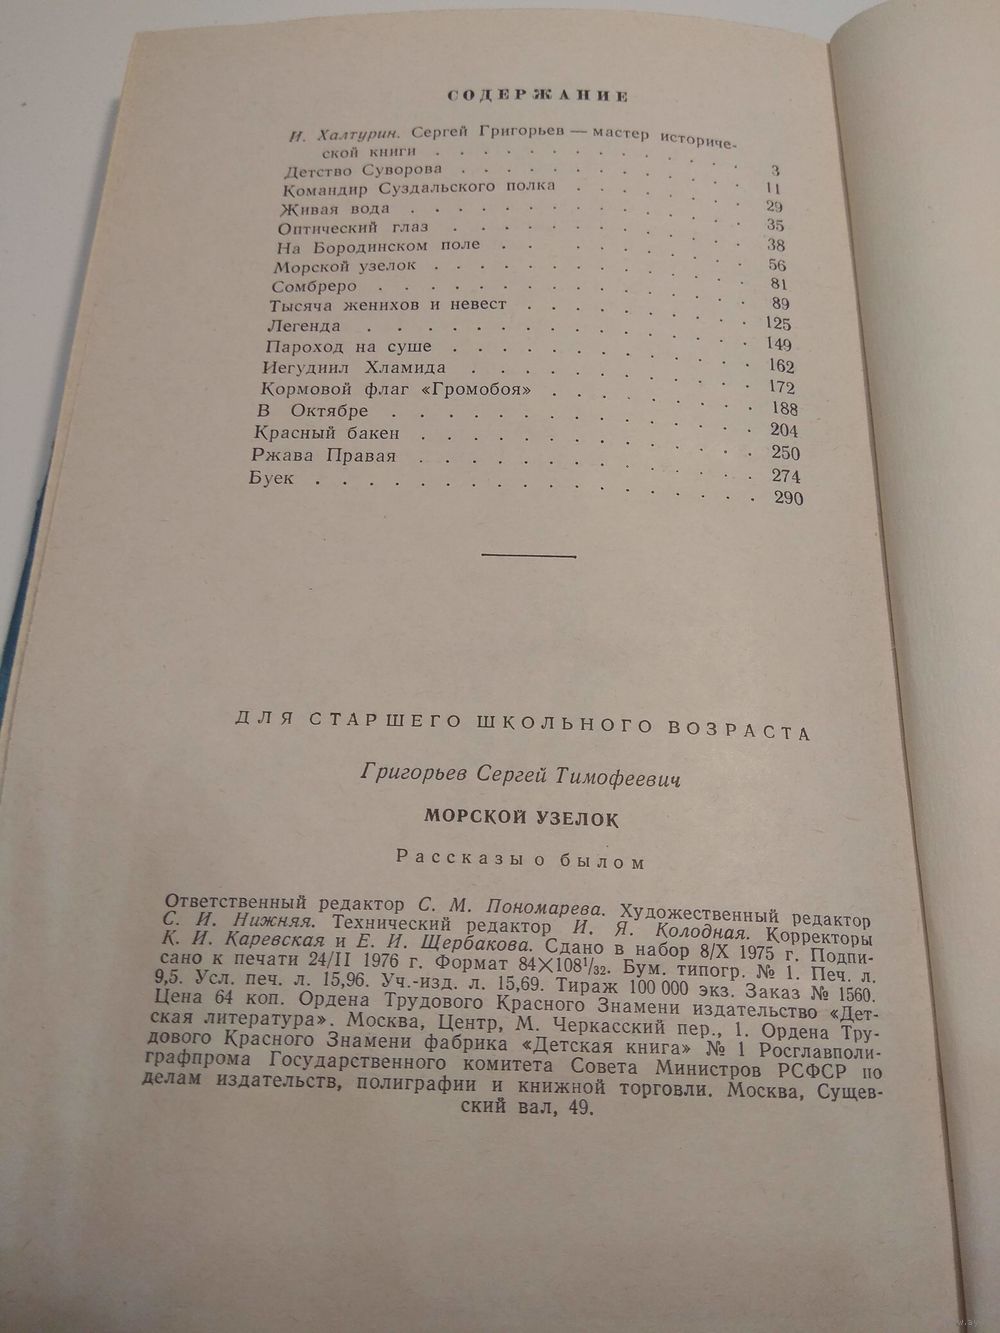 СОДЕРЖАНИЕ
И. Халтурин. Сергей Григорьев — мастер историче-
ской книги . . . . . . . . . . . . 3
Детство Суворова . . . . . . . . . . . 11
Командир Суздальского полка . . . . . . . 29
Живая вода . . . . . . . . . . . . . 35
Оптический глаз . . . . . . . . . . . 38
На Бородинском поле . . . . . . . . . 56
Морской узелок . . . . . . . . . . . . 81
Сомбреро . . . . . . . . . . . . . . 89
Тысяча женихов и невест . . . . . . . . 125
Легенда . . . . . . . . . . . . . . 149
Пароход на суше . . . . . . . . . . . 162
Иегудиил Хламида . . . . . . . . . . 172
Кормовой флаг «Громобоя» . . . . . . . 188
В Октябре . . . . . . . . . . . . . 204
Красный бакен . . . . . . . . . . . . 250
Ржава Правая . . . . . . . . . . . . 274
Буек . . . . . . . . . . . . . . . . 290
ДЛЯ СТАРШЕГО ШКОЛЬНОГО ВОЗРАСТА
Григорьев Сергей Тимофеевич
МОРСКОЙ УЗЕЛОК
Рассказы о былом
Ответственный редактор С. М. Пономарева. Художественный редактор
С. И. Нижняя. Технический редактор И. Я. Колодная. Корректоры
К. И. Каревская и Е. И. Щербакова. Сдано в набор 8/X 1975 г. Подпи-
сано к печати 24/II 1976 г. Формат 84×108¹/₃₂. Бум. типогр. № 1. Печ. л.
9,5. Усл. печ. л. 15,96. Уч.-изд. л. 15,69. Тираж 100 000 экз. Заказ № 1560.
Цена 64 коп. Ордена Трудового Красного Знамени издательство «Дет-
ская литература». Москва, Центр, М. Черкасский пер., 1. Ордена Тру-
дового Красного Знамени фабрика «Детская книга» № 1 Росглавполи-
графпрома Государственного комитета Совета Министров РСФСР по
делам издательств, полиграфии и книжной торговли. Москва, Сущев-
ский вал, 49.